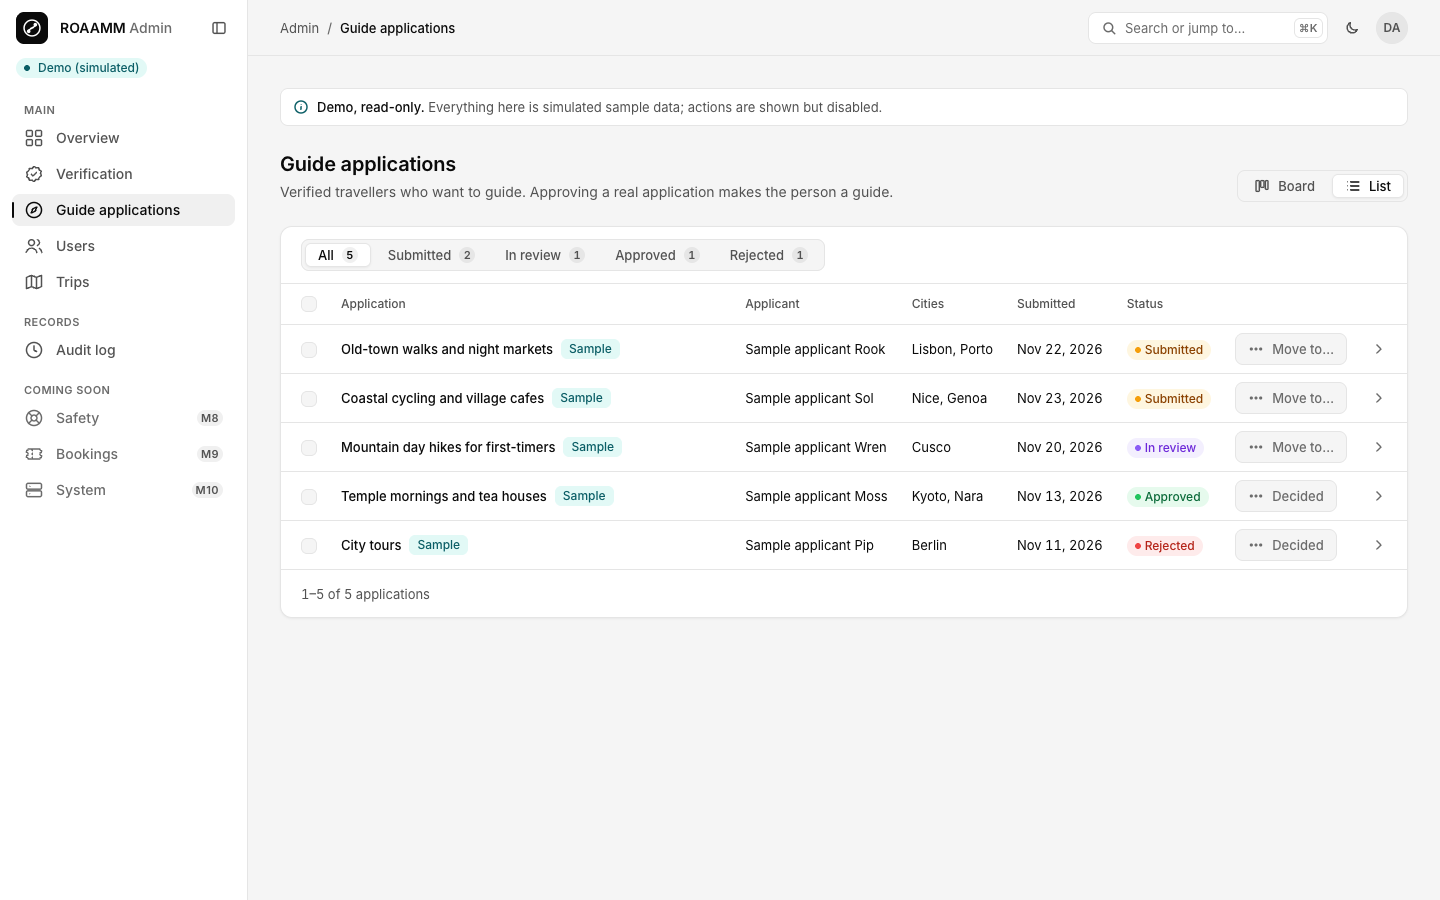 ROAAMM Admin
Demo (simulated)
MAIN
Overview
Verification
Guide applications
Users
Trips
RECORDS
Audit log
COMING SOON
Safety M8
Bookings M9
System M10
Admin / Guide applications
Search or jump to... ⌘K
DA
Demo, read-only. Everything here is simulated sample data; actions are shown but disabled.
Guide applications
Verified travellers who want to guide. Approving a real application makes the person a guide.
Board List
All 5 Submitted 2 In review 1 Approved 1 Rejected 1
Application Applicant Cities Submitted Status
Old-town walks and night markets Sample Sample applicant Rook Lisbon, Porto Nov 22, 2026 Submitted Move to...
Coastal cycling and village cafes Sample Sample applicant Sol Nice, Genoa Nov 23, 2026 Submitted Move to...
Mountain day hikes for first-timers Sample Sample applicant Wren Cusco Nov 20, 2026 In review Move to...
Temple mornings and tea houses Sample Sample applicant Moss Kyoto, Nara Nov 13, 2026 Approved Decided
City tours Sample Sample applicant Pip Berlin Nov 11, 2026 Rejected Decided
1–5 of 5 applications